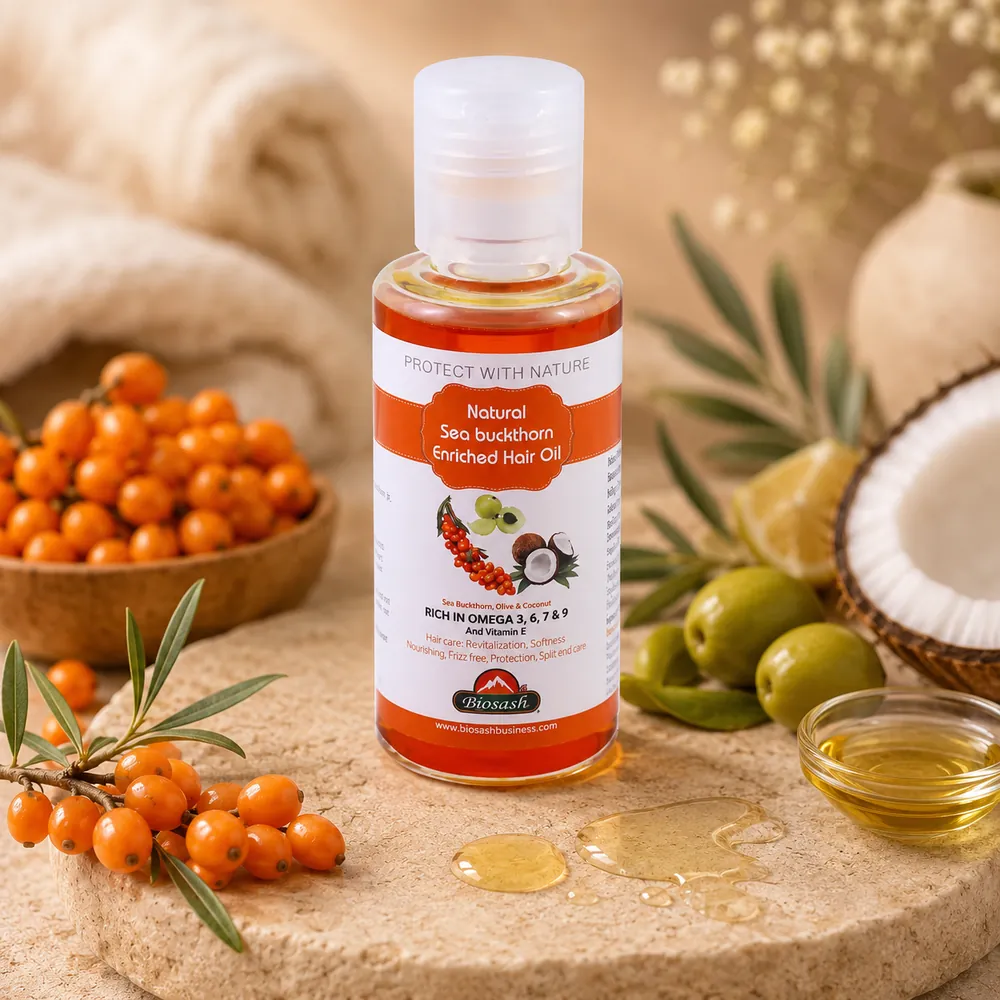 PROTECT WITH NATURE
Natural
Sea buckthorn
Enriched Hair Oil
Sea Buckthorn, Olive & Coconut
RICH IN OMEGA 3, 6, 7 & 9
And Vitamin E
Hair care: Revitalization, Softness
Nourishing, Frizz free, Protection, Split end care
Biosash
www.biosashbusiness.com